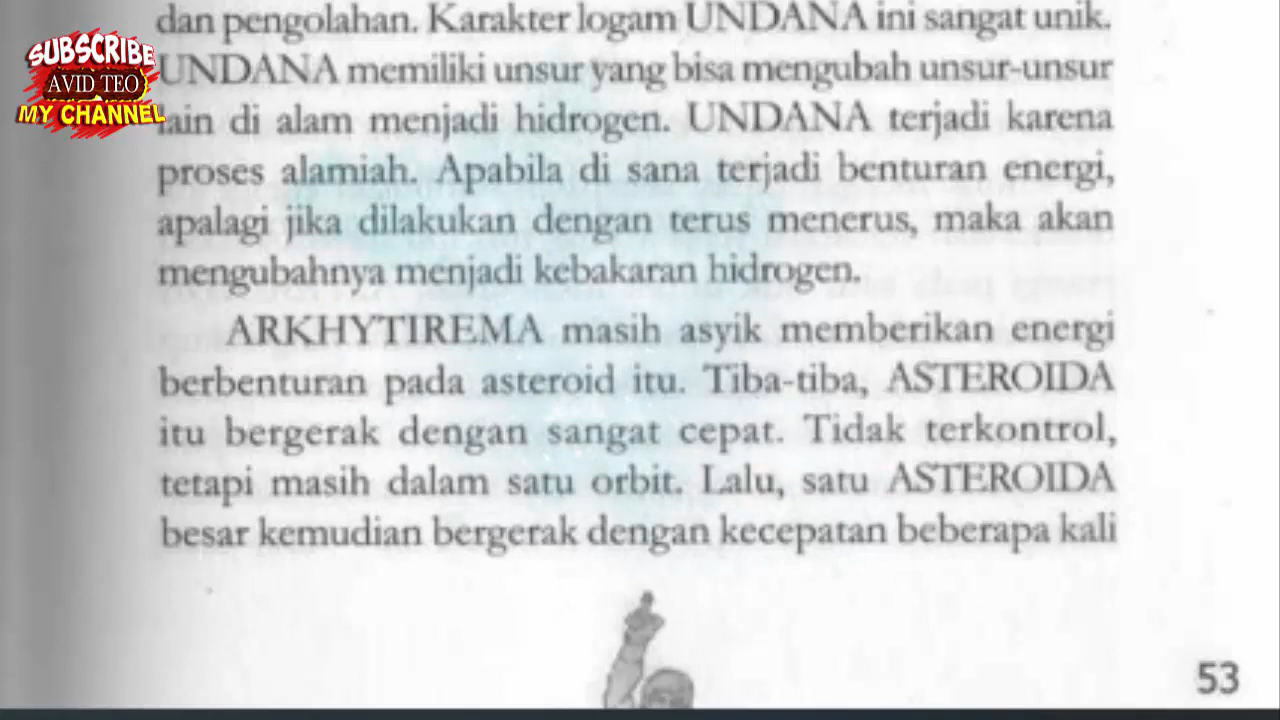 dan pengolahan. Karakter logam UNDANA ini sangat unik.
UNDANA memiliki unsur yang bisa mengubah unsur-unsur
lain di alam menjadi hidrogen. UNDANA terjadi karena
proses alamiah. Apabila di sana terjadi benturan energi,
apalagi jika dilakukan dengan terus menerus, maka akan
mengubahnya menjadi kebakaran hidrogen.
ARKHYTIREMA masih asyik memberikan energi
berbenturan pada asteroid itu. Tiba-tiba, ASTEROIDA
itu bergerak dengan sangat cepat. Tidak terkontrol,
tetapi masih dalam satu orbit. Lalu, satu ASTEROIDA
besar kemudian bergerak dengan kecepatan beberapa kali
53
SUBSCRIBE
AVID TEO
MY CHANNEL